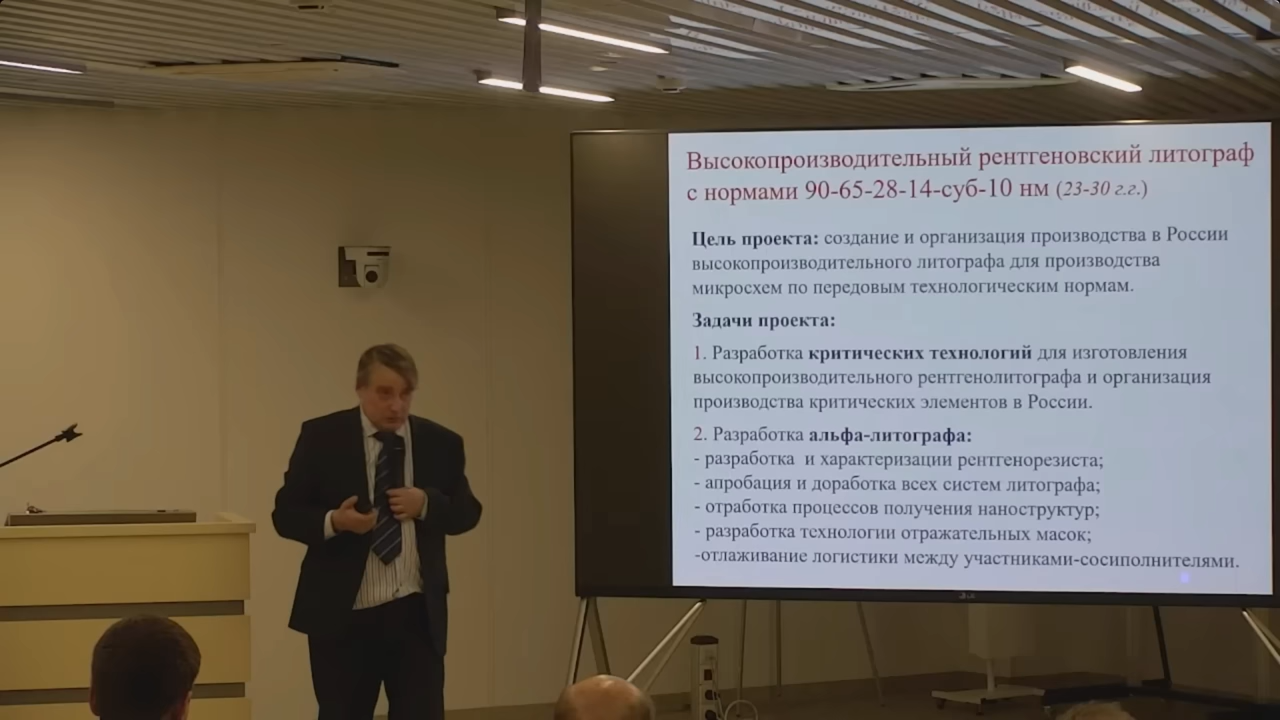 Высокопроизводительный рентгеновский литограф
с нормами 90-65-28-14-суб-10 нм (23-30 г.г.)
Цель проекта: создание и организация производства в России
высокопроизводительного литографа для производства
микросхем по передовым технологическим нормам.
Задачи проекта:
1. Разработка критических технологий для изготовления
высокопроизводительного рентгенолитографа и организация
производства критических элементов в России.
2. Разработка альфа-литографа:
- разработка и характеризации рентгенорезиста;
- апробация и доработка всех систем литографа;
- отработка процессов получения наноструктур;
- разработка технологии отражательных масок;
-отлаживание логистики между участниками-сосиполнителями.